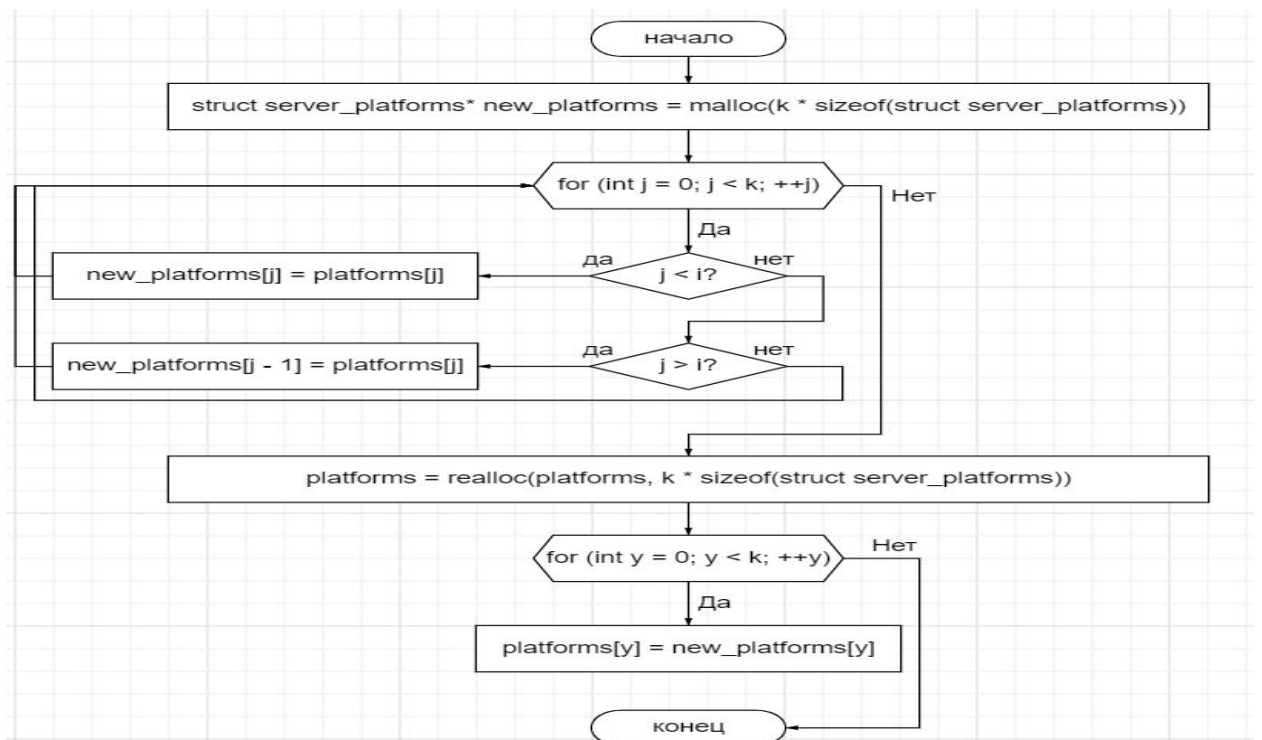 начало
struct server_platforms* new_platforms = malloc(k * sizeof(struct server_platforms))
for (int j = 0; j < k; ++j)
Нет
Да
да
j < i?
нет
new_platforms[j] = platforms[j]
да
j > i?
нет
new_platforms[j - 1] = platforms[j]
platforms = realloc(platforms, k * sizeof(struct server_platforms))
for (int y = 0; y < k; ++y)
Нет
Да
platforms[y] = new_platforms[y]
конец